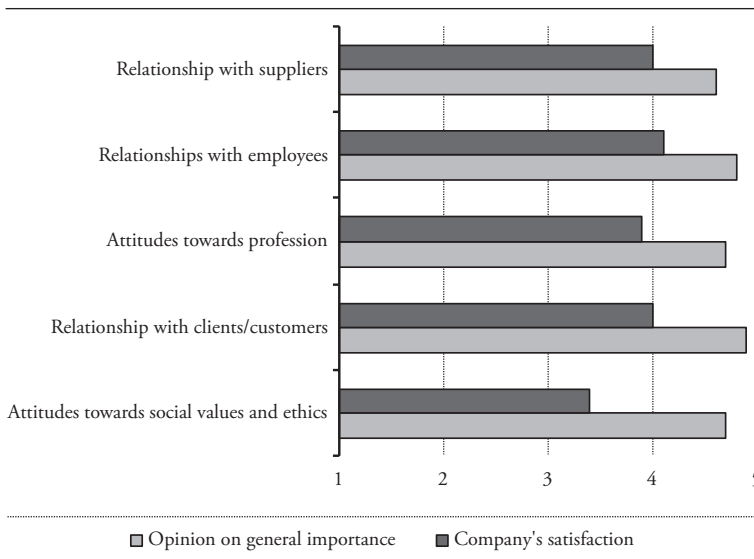 Relationship with suppliers
Relationships with employees
Attitudes towards profession
Relationship with clients/customers
Attitudes towards social values and ethics
1 2 3 4
Opinion on general importance Company's satisfaction